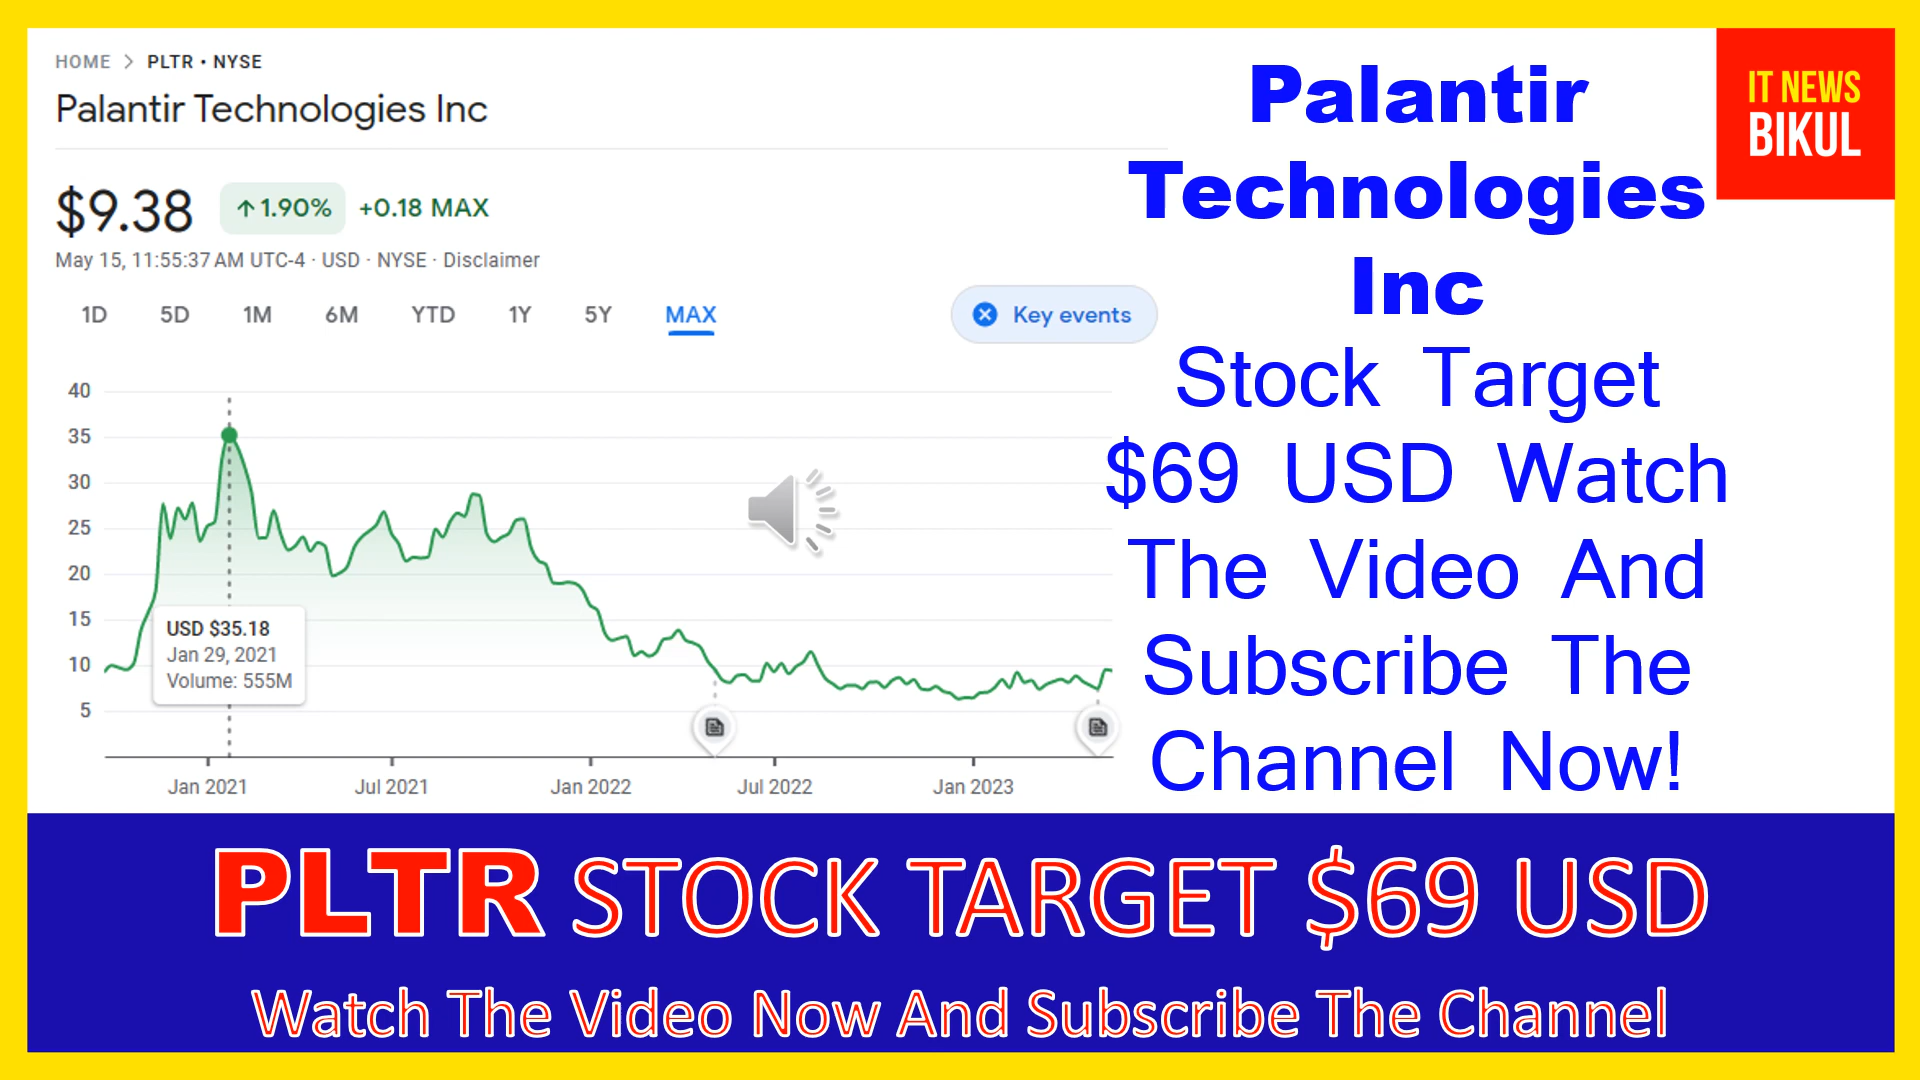 HOME > PLTR • NYSE
Palantir Technologies Inc
$9.38 ↑1.90% +0.18 MAX
May 15, 11:55:37 AM UTC-4 · USD · NYSE · Disclaimer
1D 5D 1M 6M YTD 1Y 5Y MAX
Key events
40
35
30
25
20
15
10
5
USD $35.18
Jan 29, 2021
Volume: 555M
Jan 2021 Jul 2021 Jan 2022 Jul 2022 Jan 2023
Palantir
Technologies
Inc
Stock Target
$69 USD Watch
The Video And
Subscribe The
Channel Now!
IT NEWS
BIKUL
PLTR STOCK TARGET $69 USD
Watch The Video Now And Subscribe The Channel